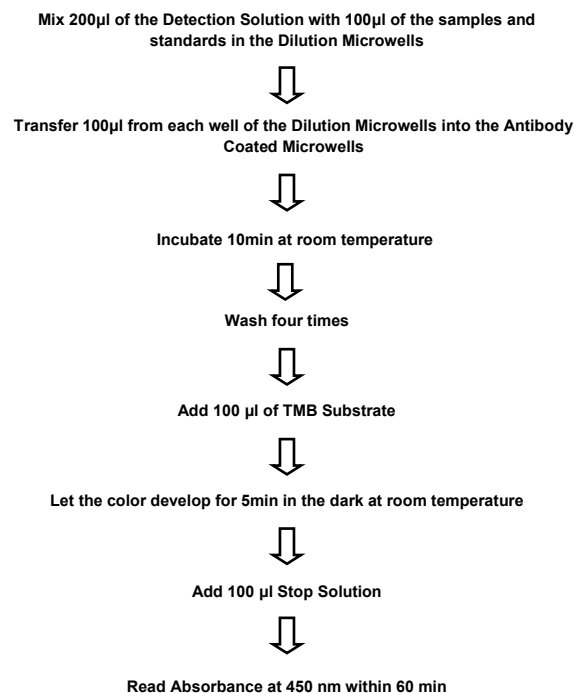 Mix 200µl of the Detection Solution with 100µl of the samples and
standards in the Dilution Microwells
Transfer 100µl from each well of the Dilution Microwells into the Antibody
Coated Microwells
Incubate 10min at room temperature
Wash four times
Add 100 µl of TMB Substrate
Let the color develop for 5min in the dark at room temperature
Add 100 µl Stop Solution
Read Absorbance at 450 nm within 60 min